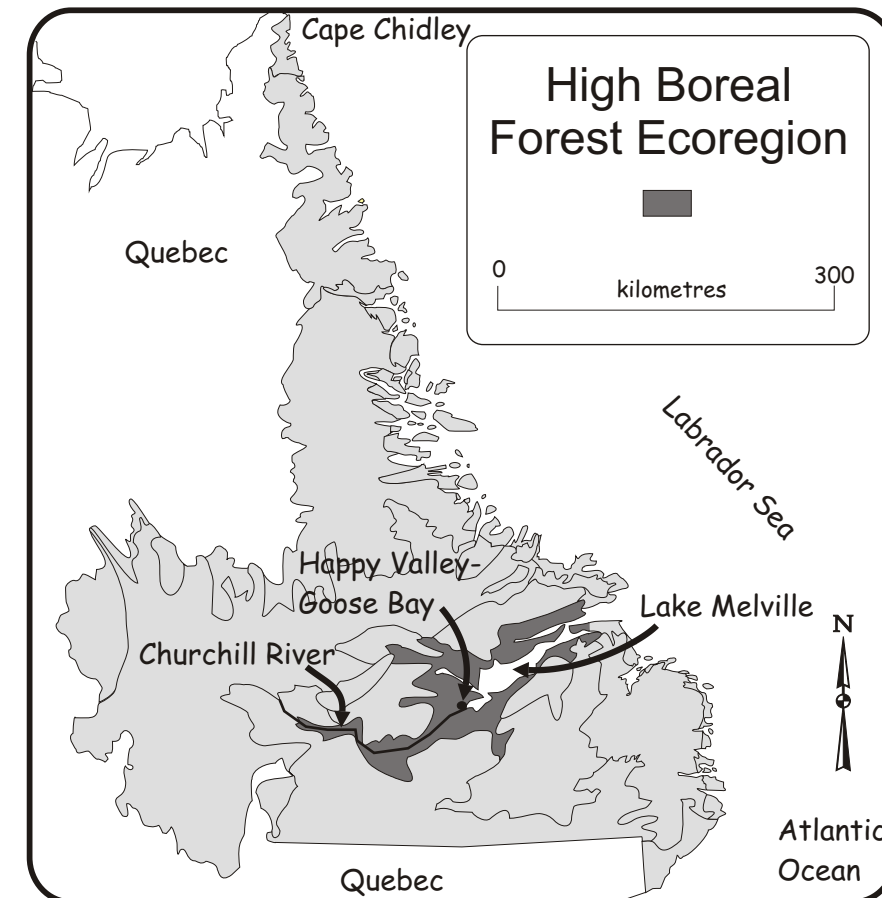 Cape Chidley
High Boreal
Forest Ecoregion
0
300
kilometres
Quebec
Labrador Sea
Happy Valley-
Goose Bay
Lake Melville
Churchill River
N
Atlantic
Ocean
Quebec